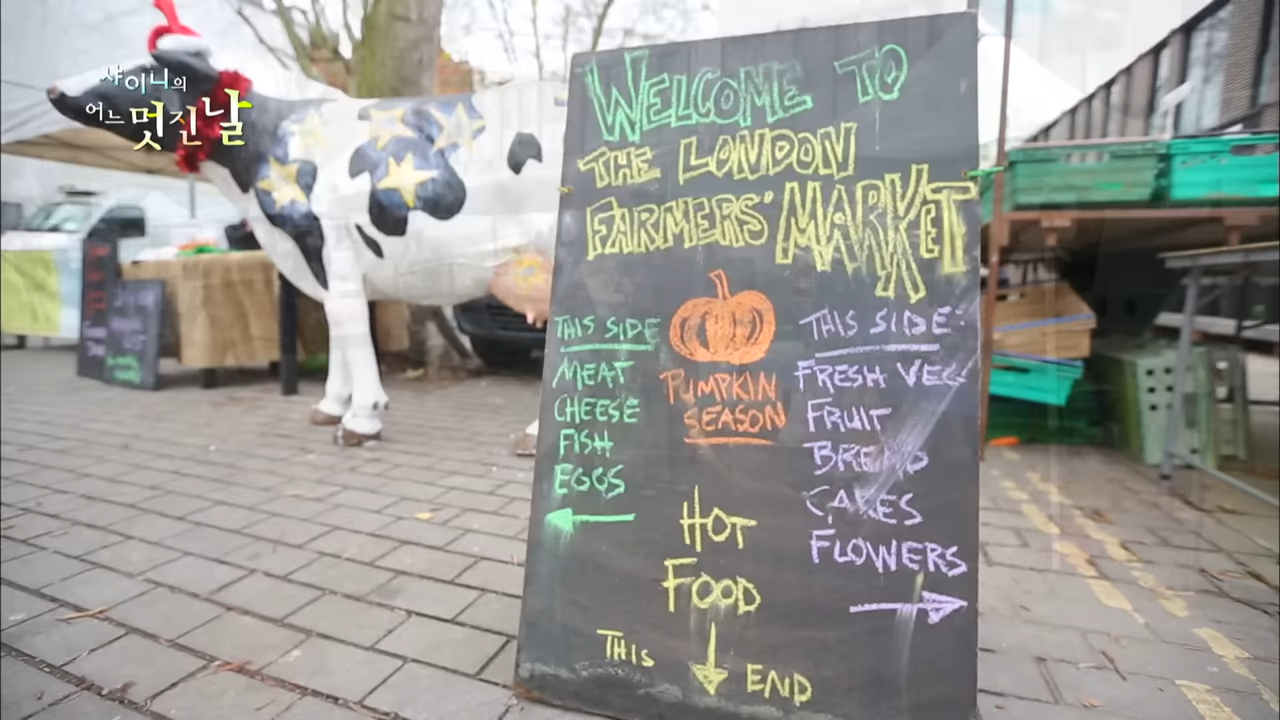 샤이니의
어느 멋진 날
WELCOME TO
THE LONDON
FARMERS' MARKET
THIS SIDE
MEAT
CHEESE
FISH
EGGS
PUMPKIN
SEASON
THIS SIDE:
FRESH VEG
FRUIT
BREAD
CAKES
FLOWERS
HOT
FOOD
THIS END